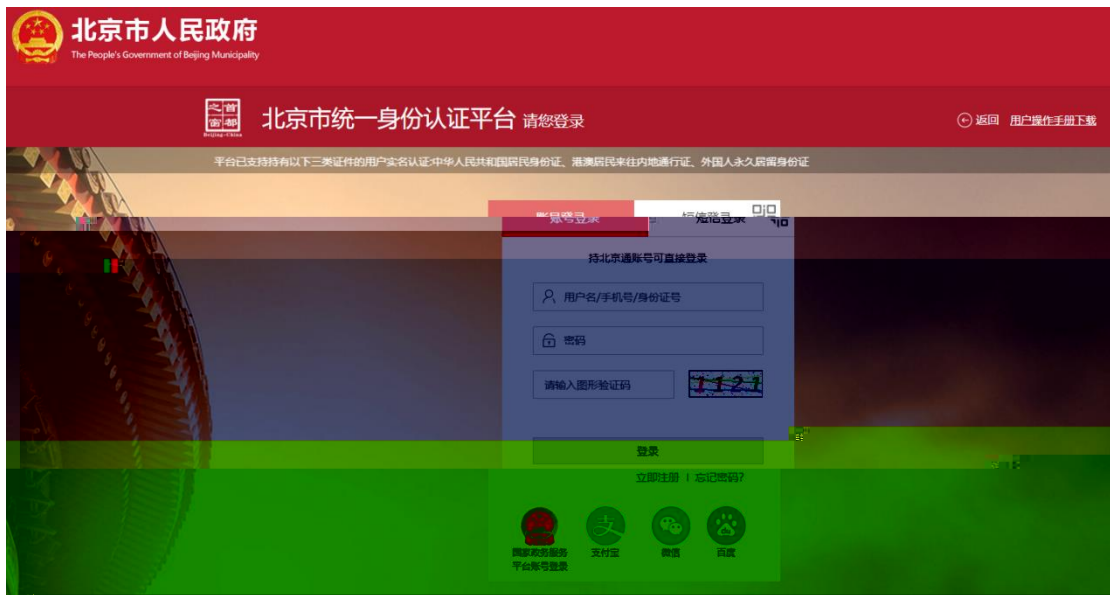 北京市人民政府
The People's Government of Beijing Municipality
首都之窗
Beijing-China
北京市统一身份认证平台 请您登录
返回 用户操作手册下载
平台已支持持有以下三类证件的用户实名认证:中华人民共和国居民身份证、港澳居民来往内地通行证、外国人永久居留身份证
账号登录 短信登录
持北京通账号可直接登录
用户名/手机号/身份证号
密码
请输入图形验证码 1121
登录
立即注册 | 忘记密码?
国家政务服务
平台账号登录
支付宝
微信
百度